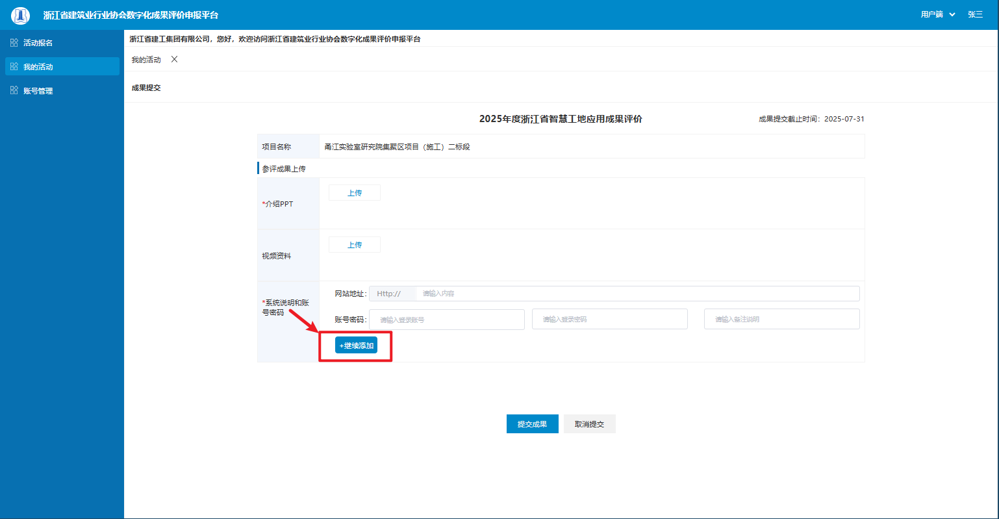 浙江省建筑业行业协会数字化成果评价申报平台
用户端
张三
活动报名
我的活动
账号管理
浙江省建工集团有限公司，您好，欢迎访问浙江省建筑业行业协会数字化成果评价申报平台
我的活动
成果提交
2025年度浙江省智慧工地应用成果评价
成果提交截止时间：2025-07-31
项目名称
甬江实验室研究院集聚区项目（施工）二标段
参评成果上传
*介绍PPT
上传
视频资料
上传
*系统说明和账
号密码
网站地址：
Http://
请输入内容
账号密码：
请输入登录账号
请输入登录密码
请输入备注说明
+继续添加
提交成果
取消提交